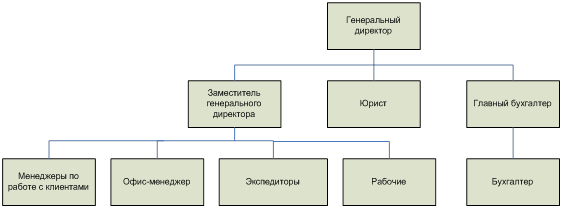 Генеральный
директор
Заместитель
генерального
директора
Юрист
Главный бухгалтер
Менеджеры по
работе с клиентами
Офис-менеджер
Экспедиторы
Рабочие
Бухгалтер